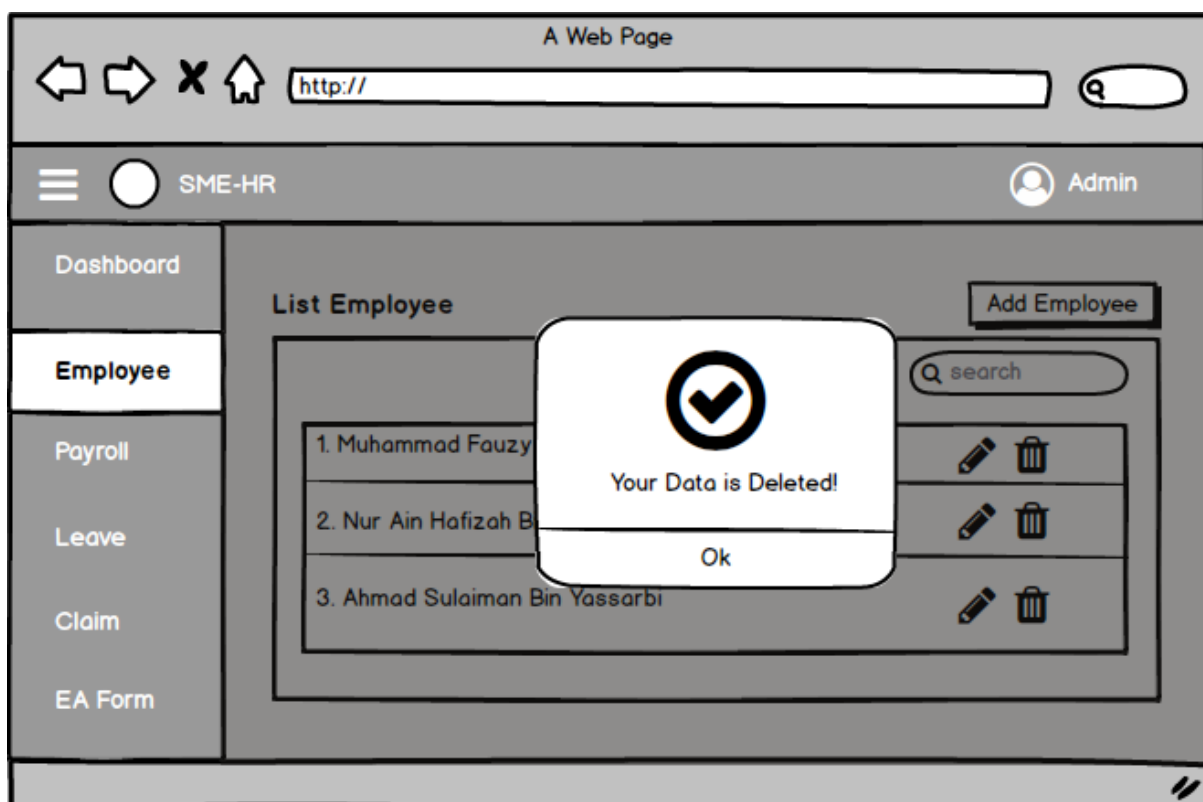 A Web Page
http://
SME-HR
Admin
Dashboard
Employee
Payroll
Leave
Claim
EA Form
List Employee
Add Employee
search
1. Muhammad Fauzy
2. Nur Ain Hafizah B
3. Ahmad Sulaiman Bin Yassarbi
Your Data is Deleted!
Ok